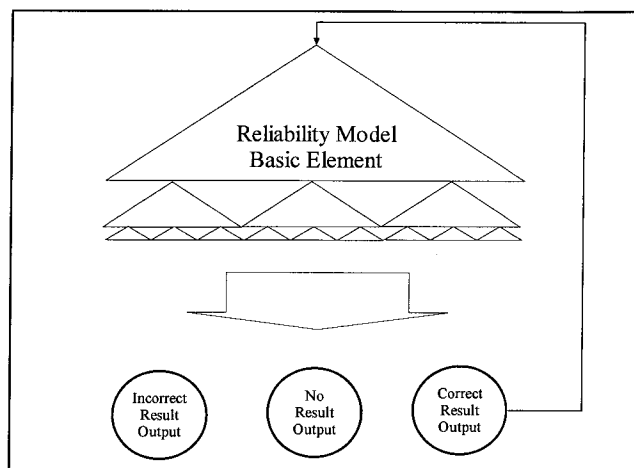 Reliability Model
Basic Element
Incorrect
Result
Output
No
Result
Output
Correct
Result
Output